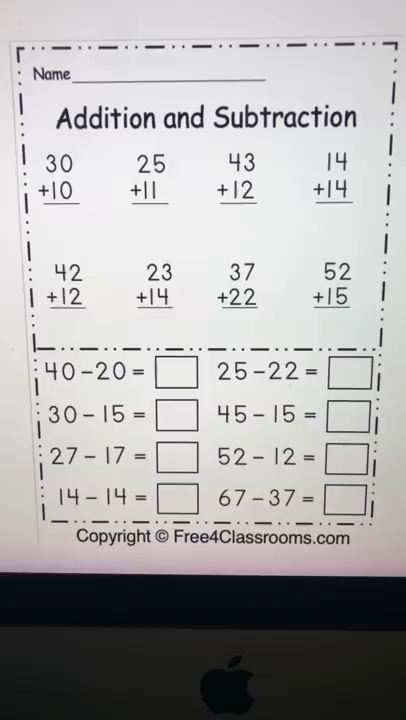 Name
Addition and Subtraction
30 25 43 14
+10 +11 +12 +14
42 23 37 52
+12 +14 +22 +15
40-20= 25-22=
30-15= 45-15=
27-17= 52-12=
14-14= 67-37=
Copyright © Free4Classrooms.com